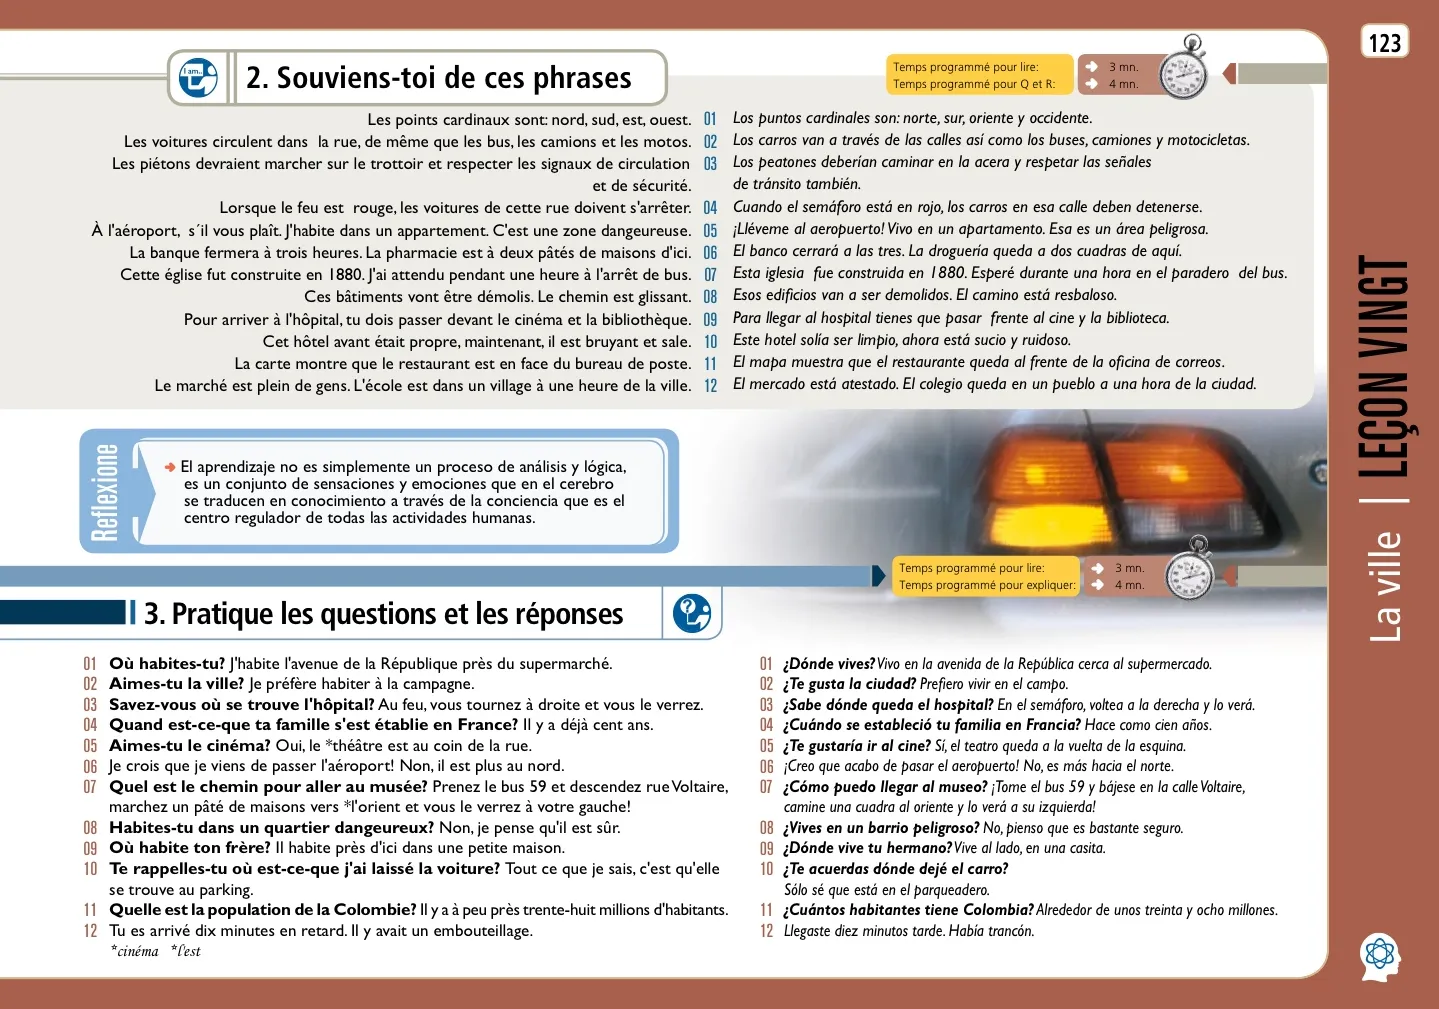 123
I am..
2. Souviens-toi de ces phrases
Temps programmé pour lire:
3 mn.
Temps programmé pour Q et R:
4 mn.
Les points cardinaux sont: nord, sud, est, ouest. 01 Los puntos cardinales son: norte, sur, oriente y occidente.
Les voitures circulent dans la rue, de même que les bus, les camions et les motos. 02 Los carros van a través de las calles así como los buses, camiones y motocicletas.
Les piétons devraient marcher sur le trottoir et respecter les signaux de circulation 03 Los peatones deberían caminar en la acera y respetar las señales
et de sécurité. de tránsito también.
Lorsque le feu est rouge, les voitures de cette rue doivent s'arrêter. 04 Cuando el semáforo está en rojo, los carros en esa calle deben detenerse.
À l'aéroport, s´il vous plaît. J'habite dans un appartement. C'est une zone dangeureuse. 05 ¡Lléveme al aeropuerto! Vivo en un apartamento. Esa es un área peligrosa.
La banque fermera à trois heures. La pharmacie est à deux pâtés de maisons d'ici. 06 El banco cerrará a las tres. La droguería queda a dos cuadras de aquí.
Cette église fut construite en 1880. J'ai attendu pendant une heure à l'arrêt de bus. 07 Esta iglesia fue construida en 1880. Esperé durante una hora en el paradero del bus.
Ces bâtiments vont être démolis. Le chemin est glissant. 08 Esos edificios van a ser demolidos. El camino está resbaloso.
Pour arriver à l'hôpital, tu dois passer devant le cinéma et la bibliothèque. 09 Para llegar al hospital tienes que pasar frente al cine y la biblioteca.
Cet hôtel avant était propre, maintenant, il est bruyant et sale. 10 Este hotel solía ser limpio, ahora está sucio y ruidoso.
La carte montre que le restaurant est en face du bureau de poste. 11 El mapa muestra que el restaurante queda al frente de la oficina de correos.
Le marché est plein de gens. L'école est dans un village à une heure de la ville. 12 El mercado está atestado. El colegio queda en un pueblo a una hora de la ciudad.
Reflexione
El aprendizaje no es simplemente un proceso de análisis y lógica,
es un conjunto de sensaciones y emociones que en el cerebro
se traducen en conocimiento a través de la conciencia que es el
centro regulador de todas las actividades humanas.
Temps programmé pour lire:
3 mn.
Temps programmé pour expliquer:
4 mn.
3. Pratique les questions et les réponses
?
01 Où habites-tu? J'habite l'avenue de la République près du supermarché.
02 Aimes-tu la ville? Je préfère habiter à la campagne.
03 Savez-vous où se trouve l'hôpital? Au feu, vous tournez à droite et vous le verrez.
04 Quand est-ce-que ta famille s'est établie en France? Il y a déjà cent ans.
05 Aimes-tu le cinéma? Oui, le *théâtre est au coin de la rue.
06 Je crois que je viens de passer l'aéroport! Non, il est plus au nord.
07 Quel est le chemin pour aller au musée? Prenez le bus 59 et descendez rue Voltaire,
marchez un pâté de maisons vers *l'orient et vous le verrez à votre gauche!
08 Habites-tu dans un quartier dangeureux? Non, je pense qu'il est sûr.
09 Où habite ton frère? Il habite près d'ici dans une petite maison.
10 Te rappelles-tu où est-ce-que j'ai laissé la voiture? Tout ce que je sais, c'est qu'elle
se trouve au parking.
11 Quelle est la population de la Colombie? Il y a à peu près trente-huit millions d'habitants.
12 Tu es arrivé dix minutes en retard. Il y avait un embouteillage.
*cinéma *l'est
01 ¿Dónde vives? Vivo en la avenida de la República cerca al supermercado.
02 ¿Te gusta la ciudad? Prefiero vivir en el campo.
03 ¿Sabe dónde queda el hospital? En el semáforo, voltea a la derecha y lo verá.
04 ¿Cuándo se estableció tu familia en Francia? Hace como cien años.
05 ¿Te gustaría ir al cine? Sí, el teatro queda a la vuelta de la esquina.
06 ¡Creo que acabo de pasar el aeropuerto! No, es más hacia el norte.
07 ¿Cómo puedo llegar al museo? ¡Tome el bus 59 y bájese en la calle Voltaire,
camine una cuadra al oriente y lo verá a su izquierda!
08 ¿Vives en un barrio peligroso? No, pienso que es bastante seguro.
09 ¿Dónde vive tu hermano? Vive al lado, en una casita.
10 ¿Te acuerdas dónde dejé el carro?
Sólo sé que está en el parqueadero.
11 ¿Cuántos habitantes tiene Colombia? Alrededor de unos treinta y ocho millones.
12 Llegaste diez minutos tarde. Había trancón.
La ville | LEÇON VINGT